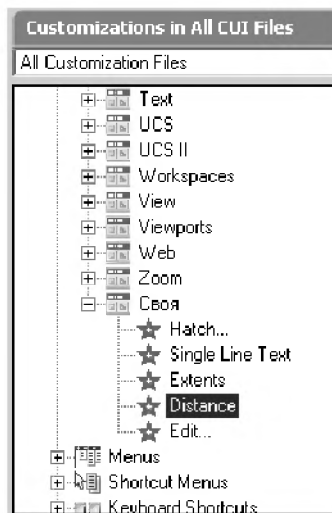 Customizations in All CUI Files
All Customization Files
Text
UCS
UCS II
Workspaces
View
Viewports
Web
Zoom
Своя
Hatch...
Single Line Text
Extents
Distance
Edit...
Menus
Shortcut Menus
Keyboard Shortcuts